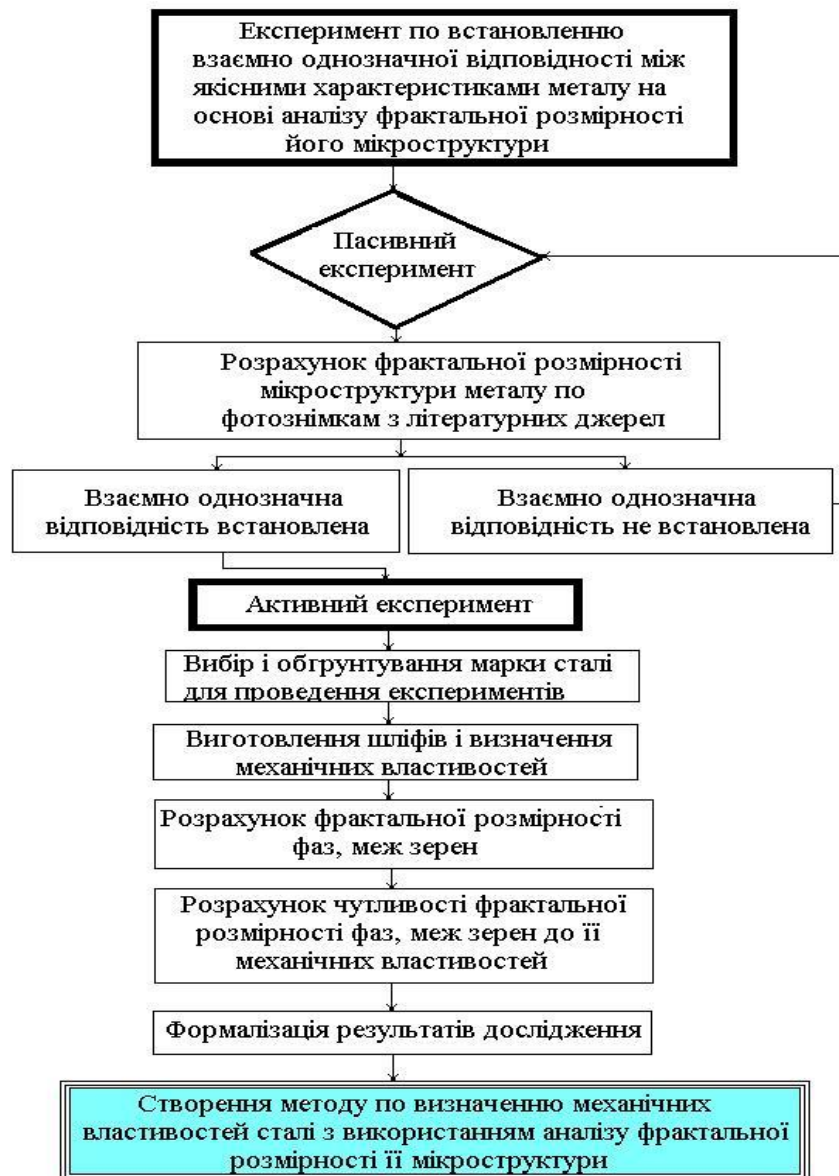 Експеримент по встановленню
взаємно однозначної відповідності між
якісними характеристиками металу на
основі аналізу фрактальної розмірності
його мікроструктури
Пасивний
експеримент
Розрахунок фрактальної розмірності
мікроструктури металу по
фотознімкам з літературних джерел
Взаємно однозначна
відповідність встановлена
Взаємно однозначна
відповідність не встановлена
Активний експеримент
Вибір і обгрунтування марки сталі
для проведення експериментів
Виготовлення шліфів і визначення
механічних властивостей
Розрахунок фрактальної розмірності
фаз, меж зерен
Розрахунок чутливості фрактальної
розмірності фаз, меж зерен до її
механічних властивостей
Формалізація результатів дослідження
Створення методу по визначенню механічних
властивостей сталі з використанням аналізу фрактальної
розмірності її мікроструктури